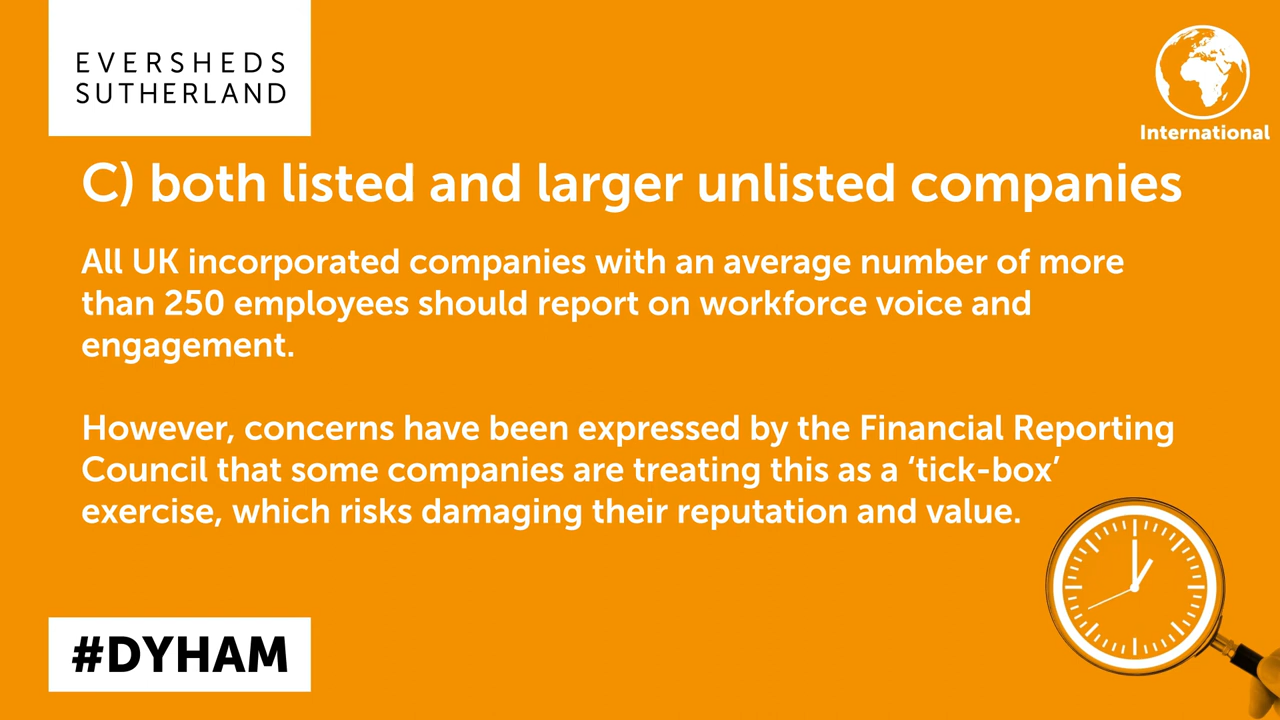 EVERSHEDS
SUTHERLAND
International
C) both listed and larger unlisted companies
All UK incorporated companies with an average number of more
than 250 employees should report on workforce voice and
engagement.
However, concerns have been expressed by the Financial Reporting
Council that some companies are treating this as a ‘tick-box’
exercise, which risks damaging their reputation and value.
#DYHAM